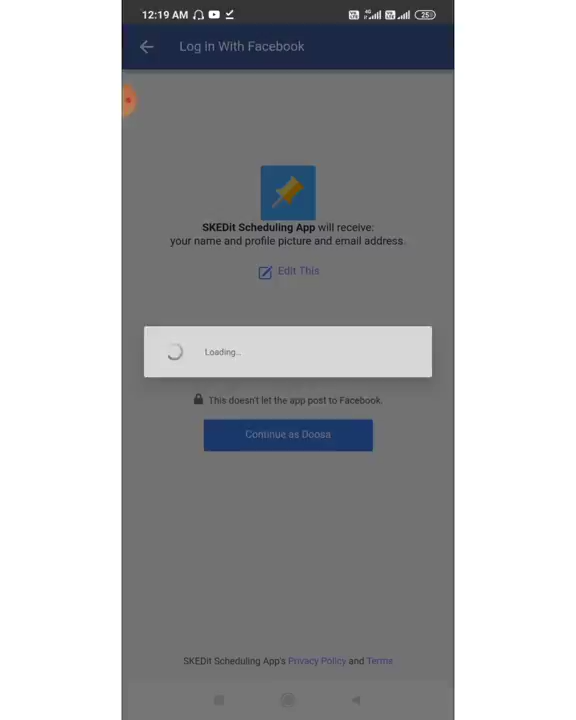 12:19 AM
4G
25
Log in With Facebook
SKEDit Scheduling App will receive:
your name and profile picture and email address.
Edit This
Loading...
This doesn't let the app post to Facebook.
Continue as Doosa
SKEDit Scheduling App's Privacy Policy and Terms